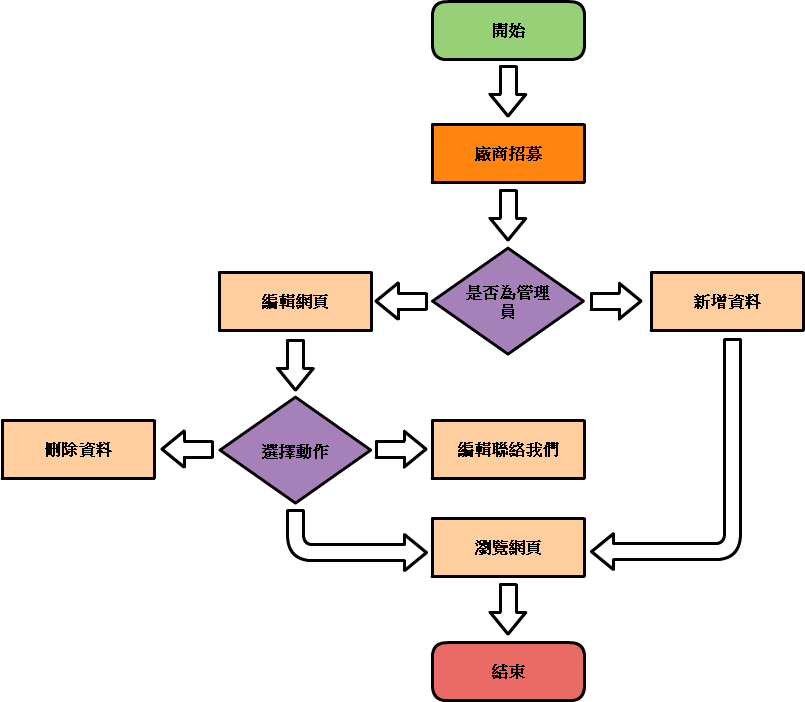 開始
廠商招募
是否為管理
員
編輯網頁
新增資料
刪除資料
選擇動作
編輯聯絡我們
瀏覽網頁
結束